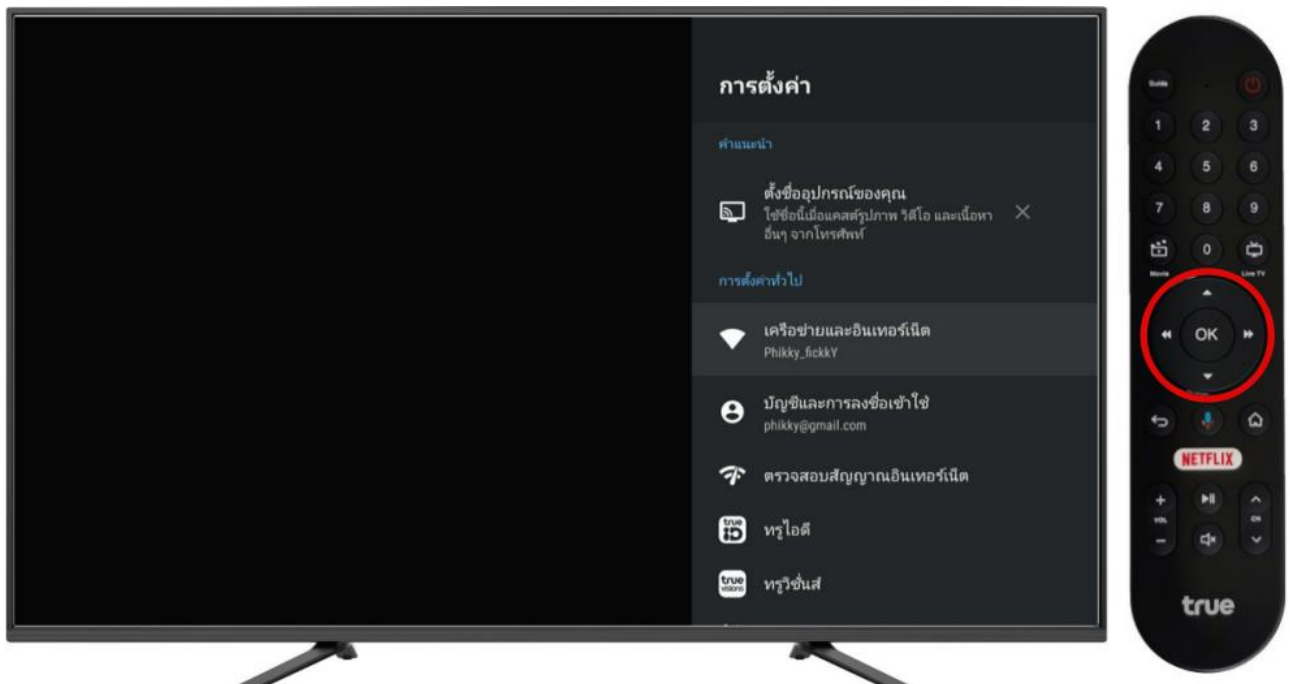 การตั้งค่า
คำแนะนำ
ตั้งชื่ออุปกรณ์ของคุณ
ใช้ชื่อนี้เมื่อแคสต์รูปภาพ วิดีโอ และเนื้อหา
อื่นๆ จากโทรศัพท์
การตั้งค่าทั่วไป
เครือข่ายและอินเทอร์เน็ต
Phikky_fickkY
บัญชีและการลงชื่อเข้าใช้
phikky@gmail.com
ตรวจสอบสัญญาณอินเทอร์เน็ต
true iD
ทรูไอดี
true visions
ทรูวิชั่นส์
Guide
1 2 3
4 5 6
7 8 9
0
Movie Live TV
OK
NETFLIX
+ ^
VOL CH
-
true